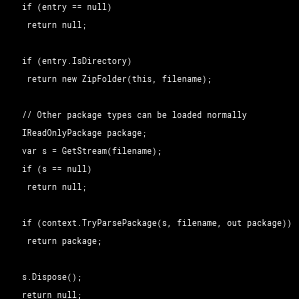 if (entry == null)
return null;
if (entry.IsDirectory)
return new ZipFolder(this, filename);
// Other package types can be loaded normally
IReadOnlyPackage package;
var s = GetStream(filename);
if (s == null)
return null;
if (context.TryParsePackage(s, filename, out package))
return package;
s.Dispose();
return null;